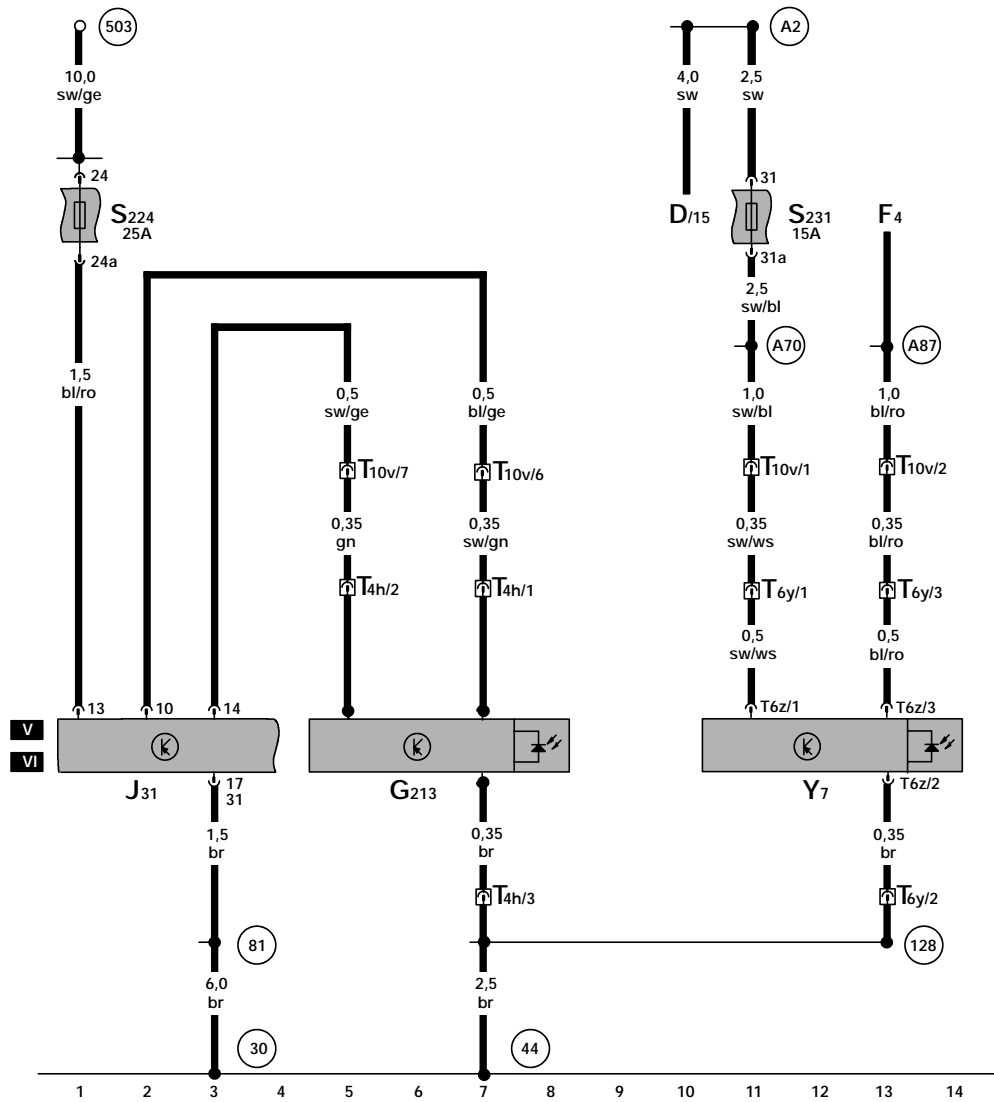 503
A2
10,0
sw/ge
4,0
sw
2,5
sw
24
31
S224
25A
D/15
S231
15A
F4
24a
31a
2,5
sw/bl
A70
A87
1,5
bl/ro
0,5
sw/ge
0,5
bl/ge
1,0
sw/bl
1,0
bl/ro
T10v/7
T10v/6
T10v/1
T10v/2
0,35
gn
0,35
sw/gn
0,35
sw/ws
0,35
bl/ro
T4h/2
T4h/1
T6y/1
T6y/3
0,5
sw/ws
0,5
bl/ro
13
10
14
T6z/1
T6z/3
V
VI
J31
17
31
G213
Y7
T6z/2
1,5
br
0,35
br
0,35
br
T4h/3
T6y/2
81
128
6,0
br
2,5
br
30
44
1 2 3 4 5 6 7 8 9 10 11 12 13 14